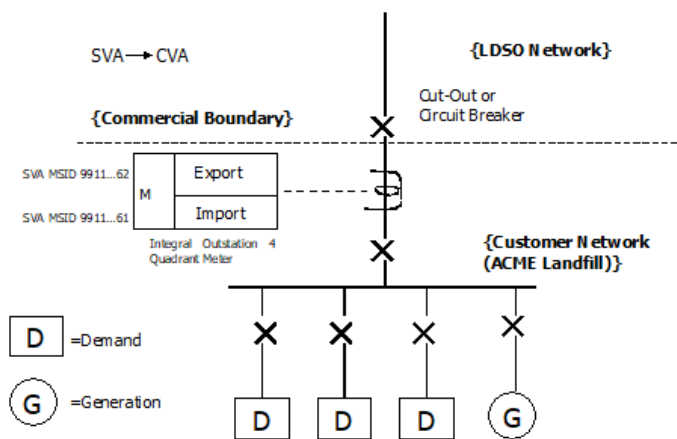 SVA → CVA
{LDSO Network}
Cut-Out or
Circuit Breaker
{Commercial Boundary}
SVA MSID 9911...62
M
Export
SVA MSID 9911...61
Import
Integral Outstation 4
Quadrant Meter
{Customer Network
(ACME Landfill)}
D
=Demand
G
=Generation
D
D
D
G